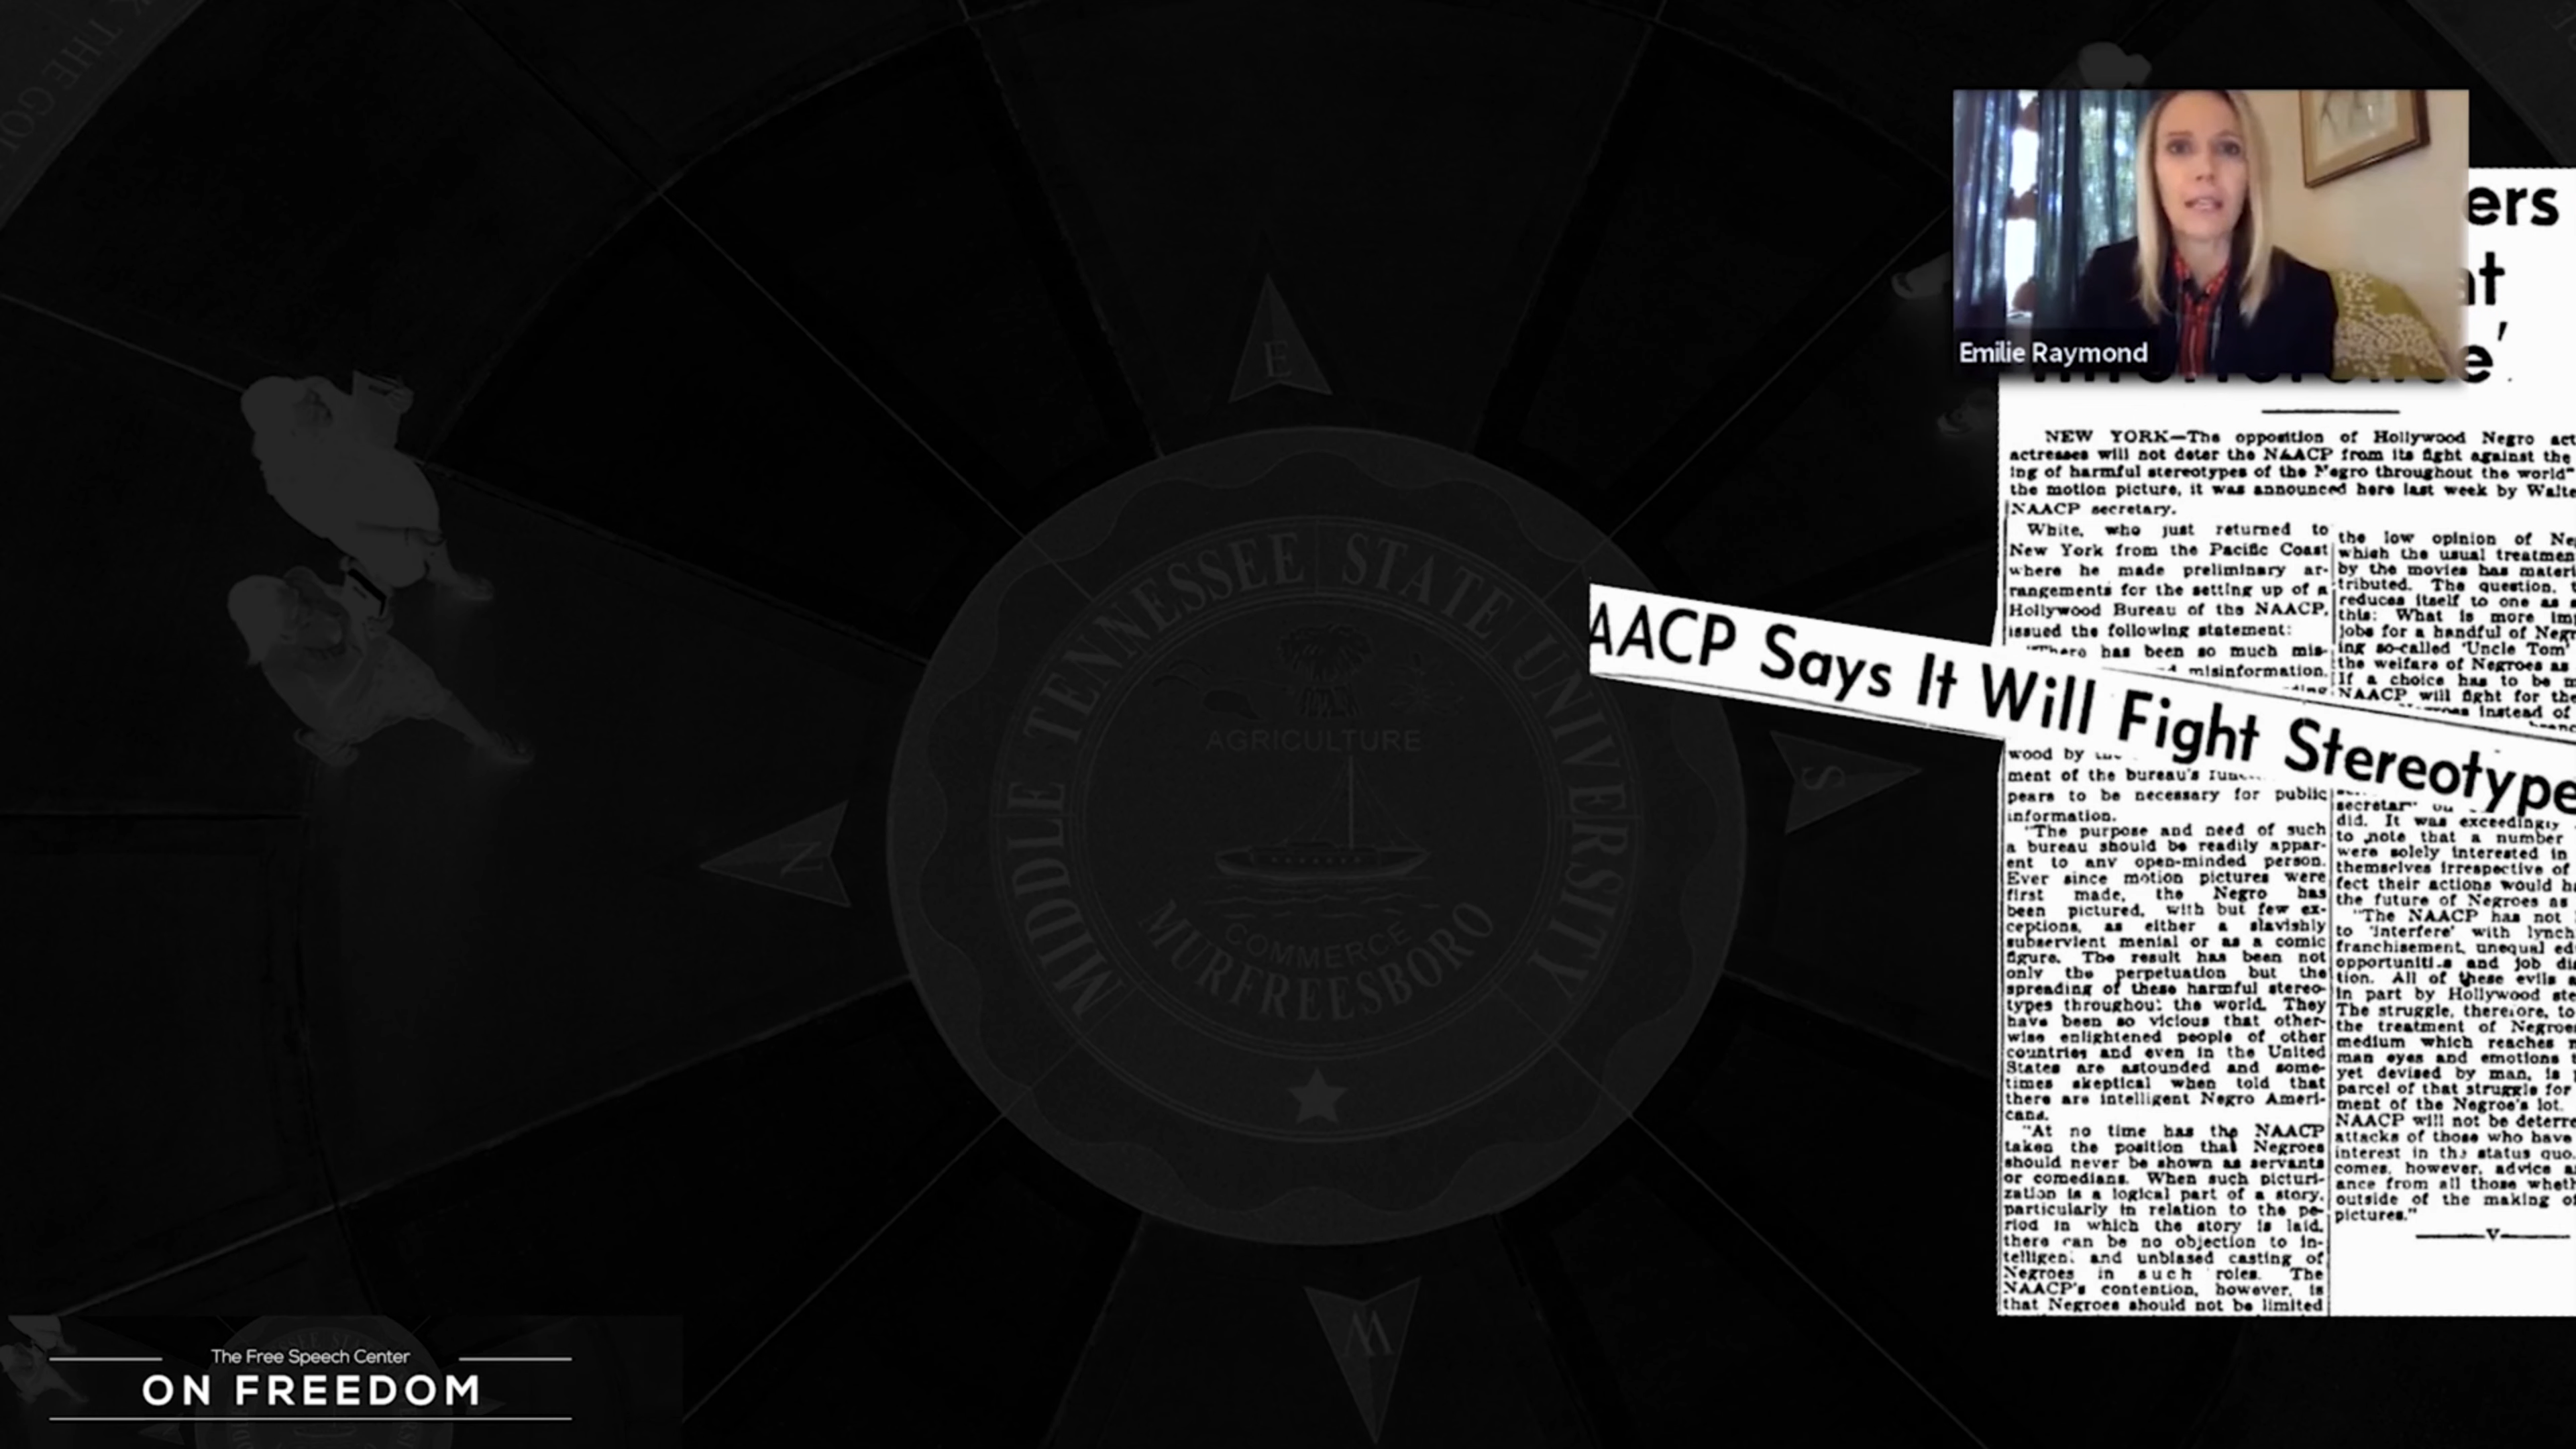 THE GOL
E
N
S
W
MIDDLE TENNESSEE STATE UNIVERSITY
AGRICULTURE
COMMERCE
MURFREESBORO
Emilie Raymond
ers
e'
NEW YORK—The opposition of Hollywood Negro act
actresses will not deter the NAACP from its fight against the
ing of harmful stereotypes of the Negro throughout the world"
the motion picture, it was announced here last week by Walte
NAACP secretary.
White, who just returned to
New York from the Pacific Coast
where he made preliminary ar-
rangements for the setting up of a
Hollywood Bureau of the NAACP,
issued the following statement:
has been so much mis-
misinformation,
AACP Says It Will Fight Stereotype
wood by
ment of the bureau's
pears to be necessary for public
information.
"The purpose and need of such
a bureau should be readily appar-
ent to any open-minded person.
Ever since motion pictures were
first made, the Negro has
been pictured, with but few ex-
ceptions, as either a slavishly
subservient menial or as a comic
figure. The result has been not
only the perpetuation but the
spreading of these harmful stereo-
types throughout the world. They
have been so vicious that other-
wise enlightened people of other
countries and even in the United
States are astounded and some-
times skeptical when told that
there are intelligent Negro Ameri-
cans.
"At no time has the NAACP
taken the position that Negroes
should never be shown as servants
or comedians. When such picturi-
zation is a logical part of a story,
particularly in relation to the pe-
riod in which the story is laid,
there can be no objection to in-
telligent and unbiased casting of
Negroes in such roles. The
NAACP's contention, however, is
that Negroes should not be limited
the low opinion of Ne
which the usual treatmen
by the movies has materi
tributed. The question, t
reduces itself to one as s
this: What is more im
jobs for a handful of Negr
ing so-called 'Uncle Tom'
the welfare of Negroes as
If a choice has to be m
NAACP will fight for the
instead of
secretar
did. It was exceedingly
to note that a number
were solely interested in
themselves irrespective of
fect their actions would ha
the future of Negroes as
"The NAACP has not
to 'interfere' with lynch
franchisement, unequal ed
opportunities and job di
tion. All of these evils a
in part by Hollywood ste
The struggle, therefore, to
the treatment of Negroe
medium which reaches m
man eyes and emotions t
yet devised by man, is
parcel of that struggle for
ment of the Negroe's lot.
NAACP will not be deterre
attacks of those who have
interest in the status quo.
comes, however, advice a
ance from all those wheth
outside of the making of
pictures."
V
The Free Speech Center
ON FREEDOM